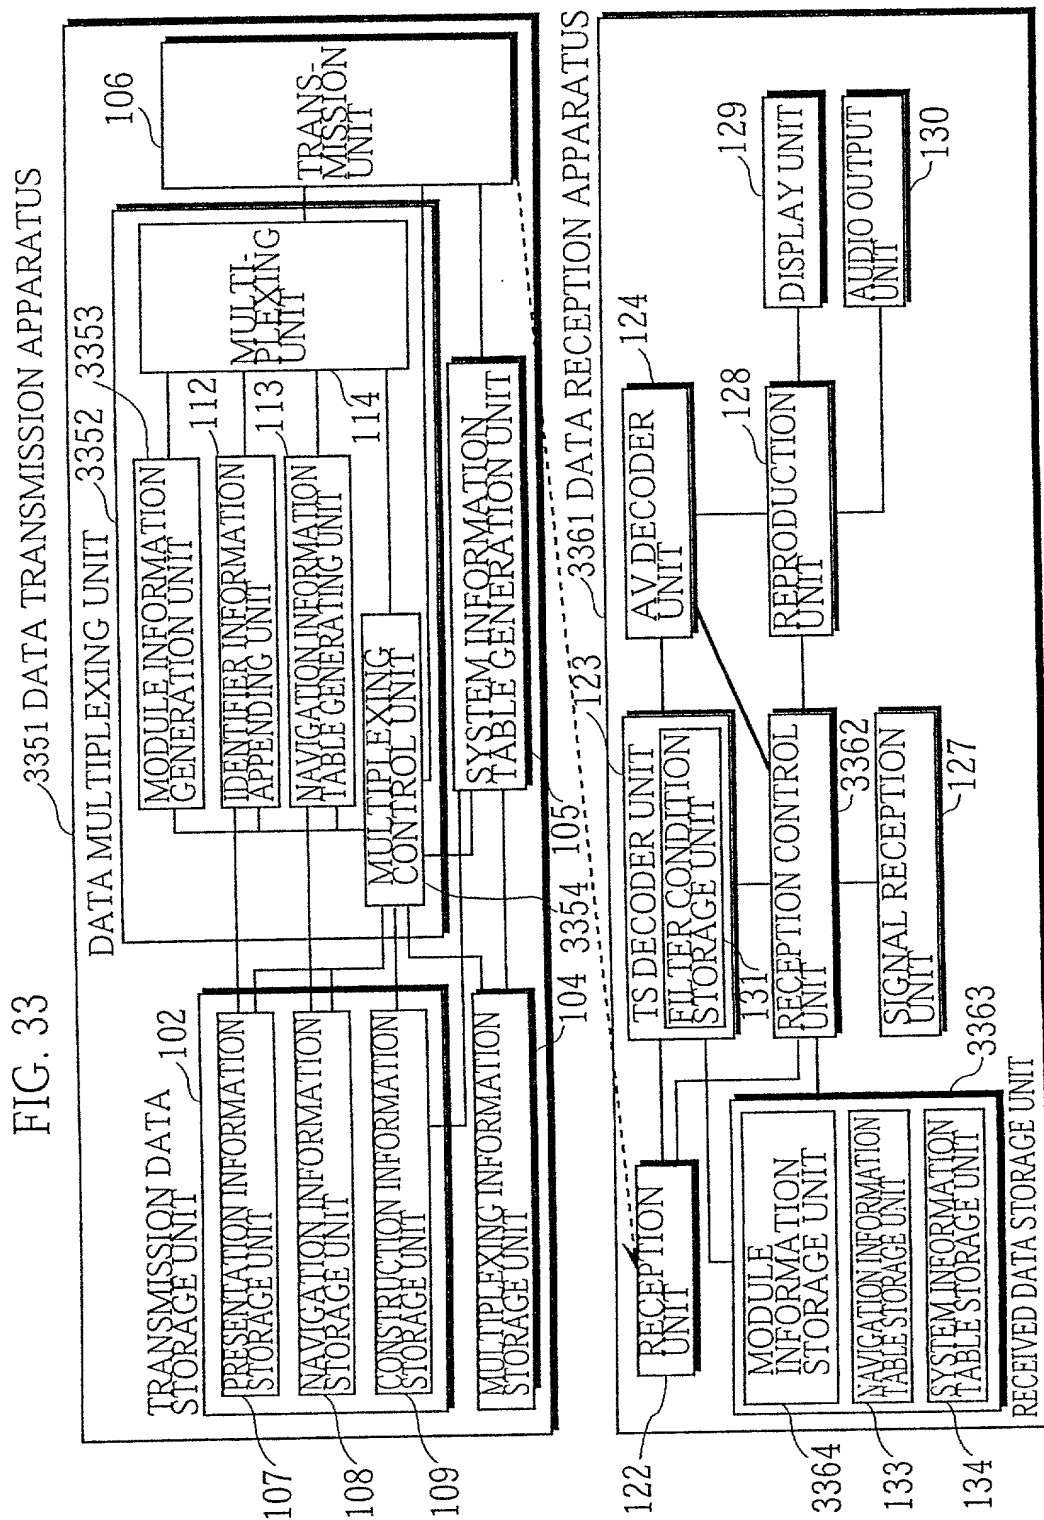 FIG. 33
3351 DATA TRANSMISSION APPARATUS
TRANSMISSION DATA
STORAGE UNIT
102
107
PRESENTATION INFORMATION
STORAGE UNIT
108
NAVIGATION INFORMATION
STORAGE UNIT
109
CONSTRUCTION INFORMATION
STORAGE UNIT
MULTIPLEXING INFORMATION
STORAGE UNIT
104
DATA MULTIPLEXING UNIT
3352
MODULE INFORMATION
GENERATION UNIT
3353
IDENTIFIER INFORMATION
APPENDING UNIT
112
NAVIGATION INFORMATION
TABLE GENERATING UNIT
113
MULTIPLEXING
CONTROL UNIT
3354
MULTI-
PLEXING
UNIT
114
SYSTEM INFORMATION
TABLE GENERATION UNIT
105
TRANS-
MISSION
UNIT
106
3361 DATA RECEPTION APPARATUS
122
RECEPTION
UNIT
TS DECODER UNIT
123
FILTER CONDITION
STORAGE UNIT
131
AV DECODER
UNIT
124
RECEPTION CONTROL
UNIT
3362
REPRODUCTION
UNIT
128
DISPLAY UNIT
129
AUDIO OUTPUT
UNIT
130
SIGNAL RECEPTION
UNIT
127
3363
3364
MODULE
INFORMATION
STORAGE UNIT
133
NAVIGATION INFORMATION
TABLE STORAGE UNIT
134
SYSTEM INFORMATION
TABLE STORAGE UNIT
RECEIVED DATA STORAGE UNIT